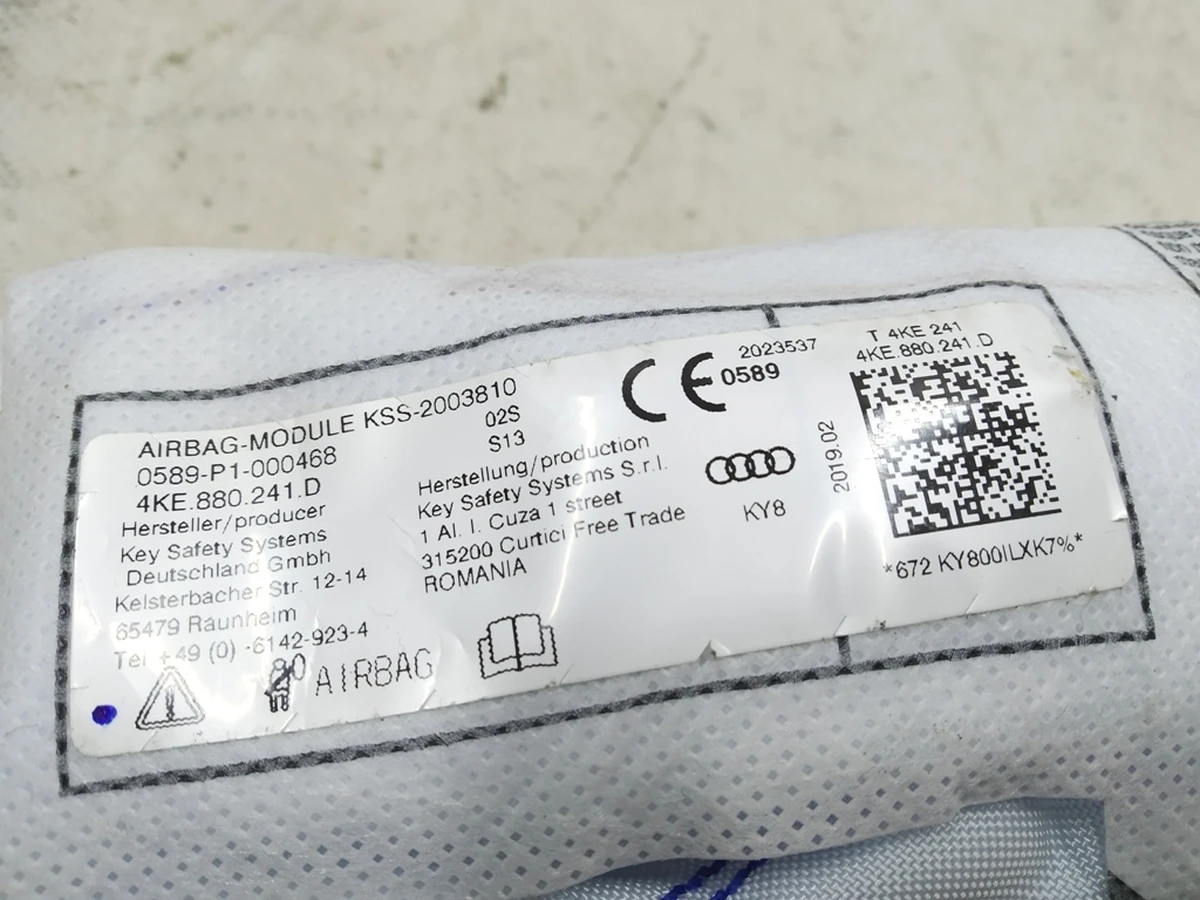 AIRBAG-MODULE KSS-2003810
0589-P1-000468
4KE.880.241.D
Hersteller/producer
Key Safety Systems
Deutschland Gmbh
Kelsterbacher Str. 12-14
65479 Raunheim
Tel +49 (0) -6142-923-4
AIRBAG
02S
S13
Herstellung/production
Key Safety Systems S.r.l.
1 Al. I. Cuza 1 street
315200 Curtici Free Trade
ROMANIA
CE 0589
2023537
KY8
2019.02
T 4KE 241
4KE.880.241.D
*672 KY800ILXK7%*